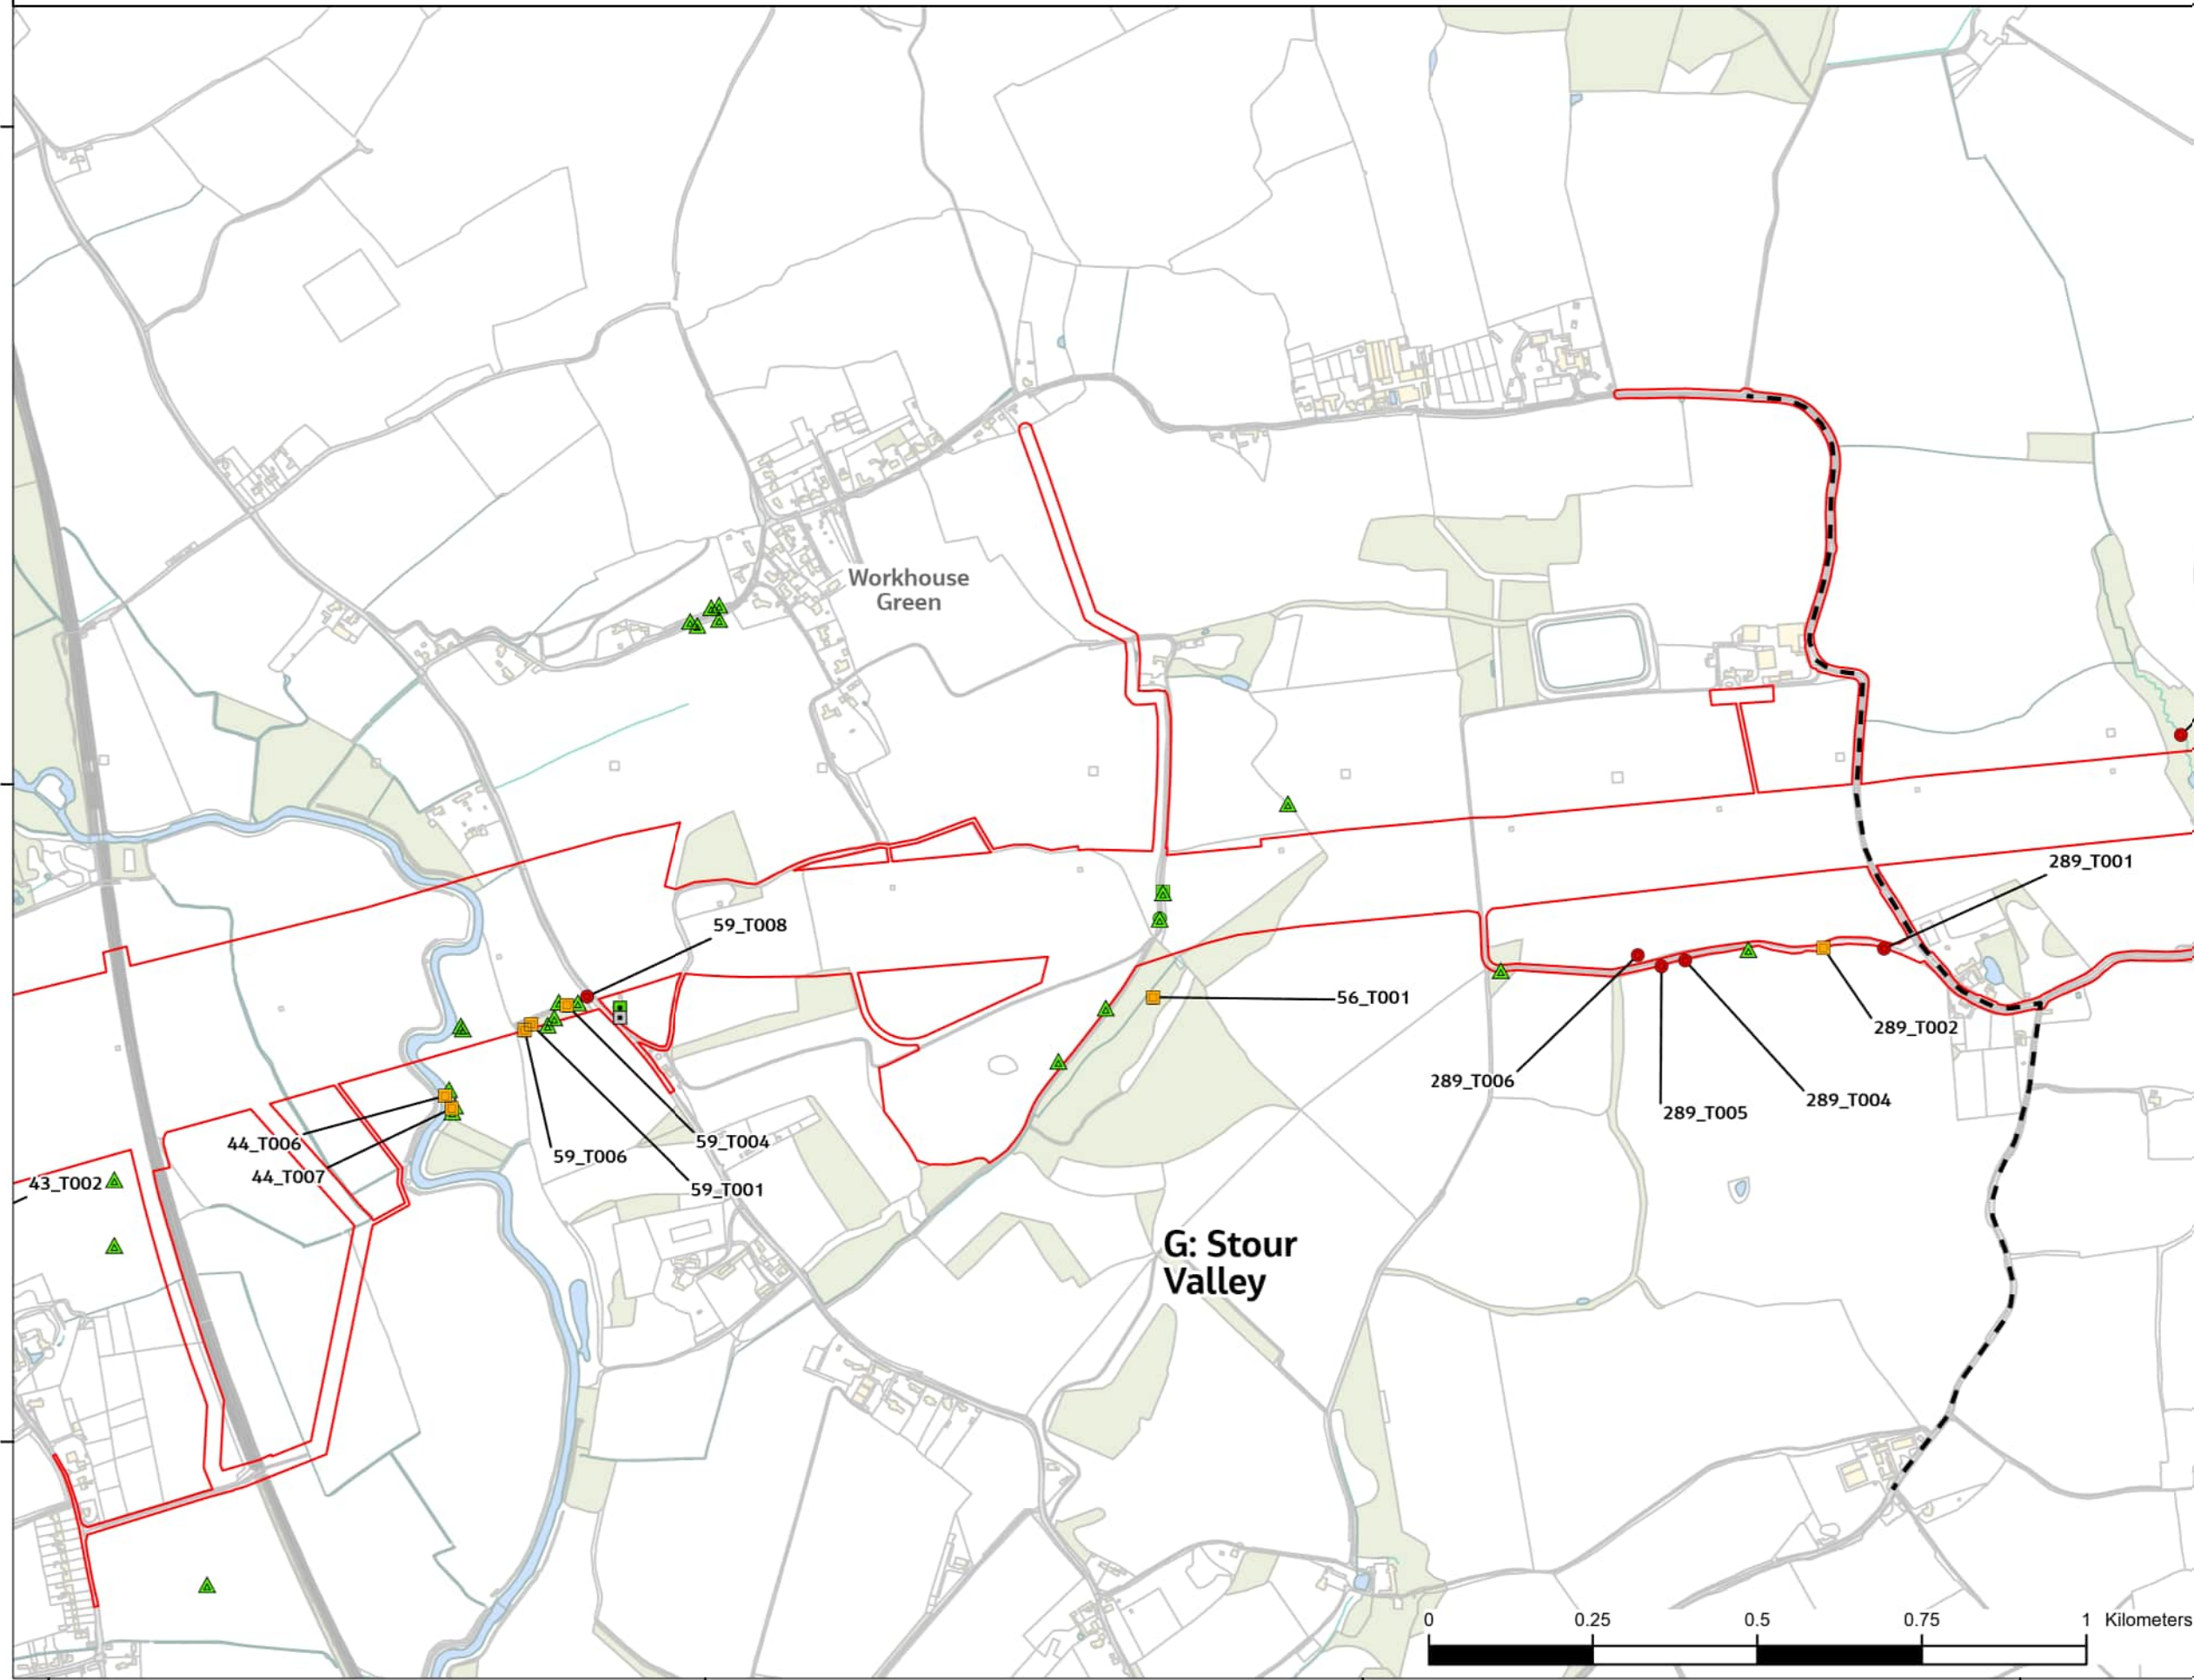 Workhouse
Green
289_T001
59_T008
56_T001
289_T002
289_T006
289_T004
289_T005
44_T006
59_T004
59_T006
44_T007
43_T002
59_T001
G: Stour
Valley
0 0.25 0.5 0.75 1 Kilometers